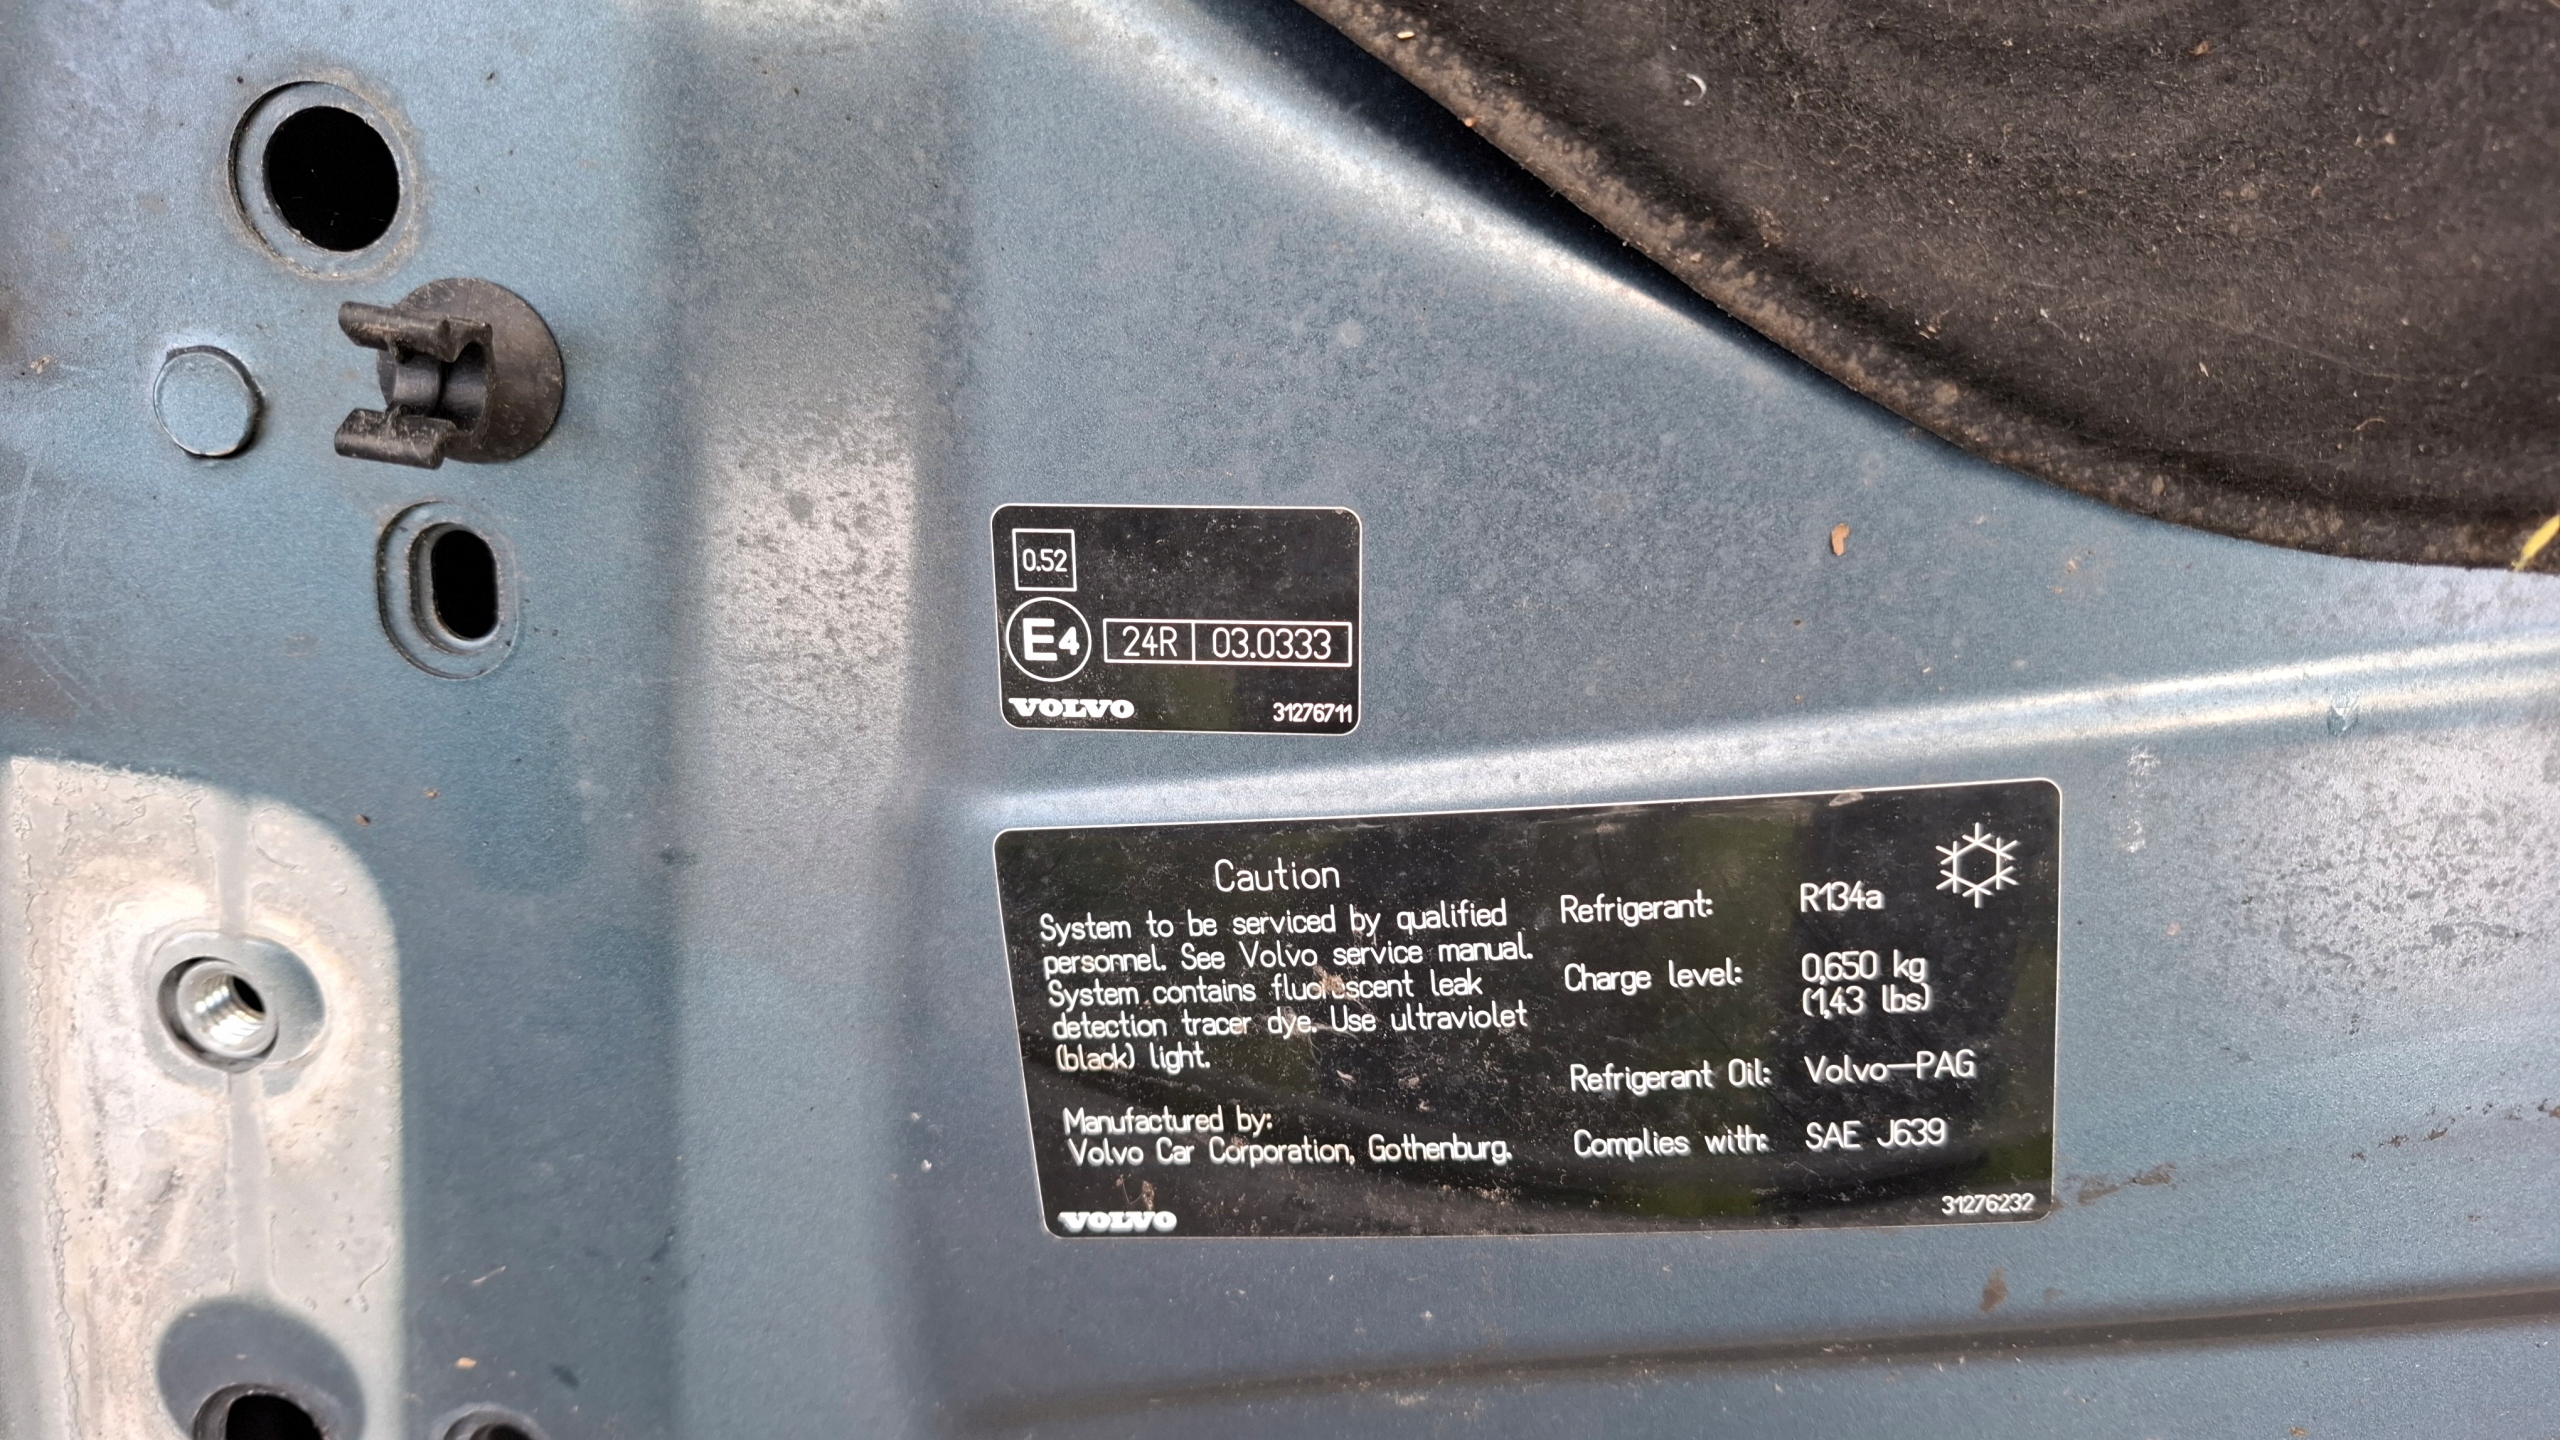 0.52
E4 24R 03.0333
VOLVO 31276711
Caution
System to be serviced by qualified
personnel. See Volvo service manual.
System contains fluorescent leak
detection tracer dye. Use ultraviolet
(black) light.
Manufactured by:
Volvo Car Corporation, Gothenburg.
VOLVO
Refrigerant: R134a
Charge level: 0,650 kg
(1,43 lbs)
Refrigerant Oil: Volvo-PAG
Complies with: SAE J639
31276232